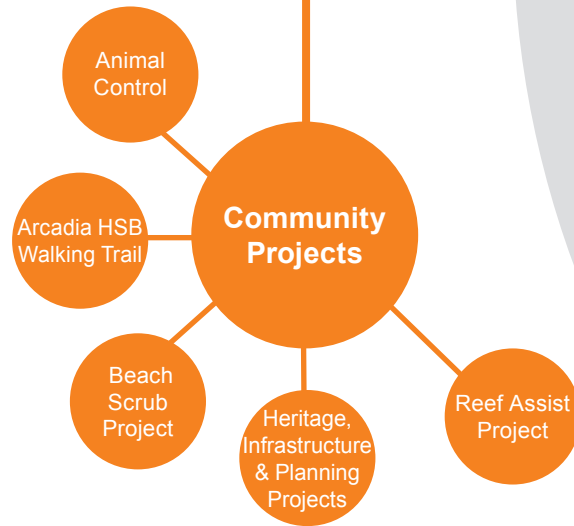 Animal
Control
Community
Projects
Arcadia HSB
Walking Trail
Beach
Scrub
Project
Heritage,
Infrastructure
& Planning
Projects
Reef Assist
Project